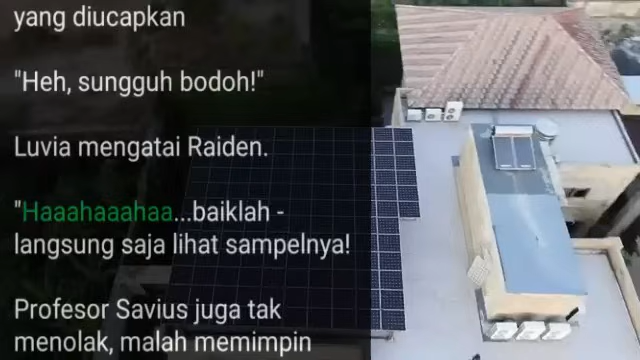 yang diucapkan
"Heh, sungguh bodoh!"
Luvia mengatai Raiden.
"Haaahaaahaa...baiklah -
langsung saja lihat sampelnya!
Profesor Savius juga tak
menolak, malah memimpin